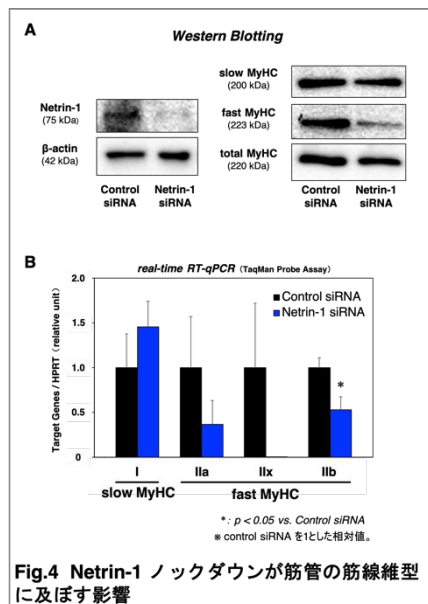 A
Western Blotting
Netrin-1
(75 kDa)
β-actin
(42 kDa)
Control
siRNA
Netrin-1
siRNA
slow MyHC
(200 kDa)
fast MyHC
(223 kDa)
total MyHC
(220 kDa)
Control
siRNA
Netrin-1
siRNA
B
real-time RT-qPCR (TaqMan Probe Assay)
Target Genes / HPRT (relative unit)
2.0
1.5
1.0
0.5
0
Control siRNA
Netrin-1 siRNA
*
I
IIa
IIx
IIb
slow MyHC
fast MyHC
*: p < 0.05 vs. Control siRNA
※ control siRNA を1とした相対値。
Fig.4 Netrin-1 ノックダウンが筋管の筋線維型
に及ぼす影響